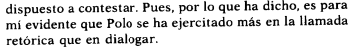 dispuesto a contestar. Pues, por lo que ha dicho, es para
mí evidente que Polo se ha ejercitado más en la llamada
retórica que en dialogar.